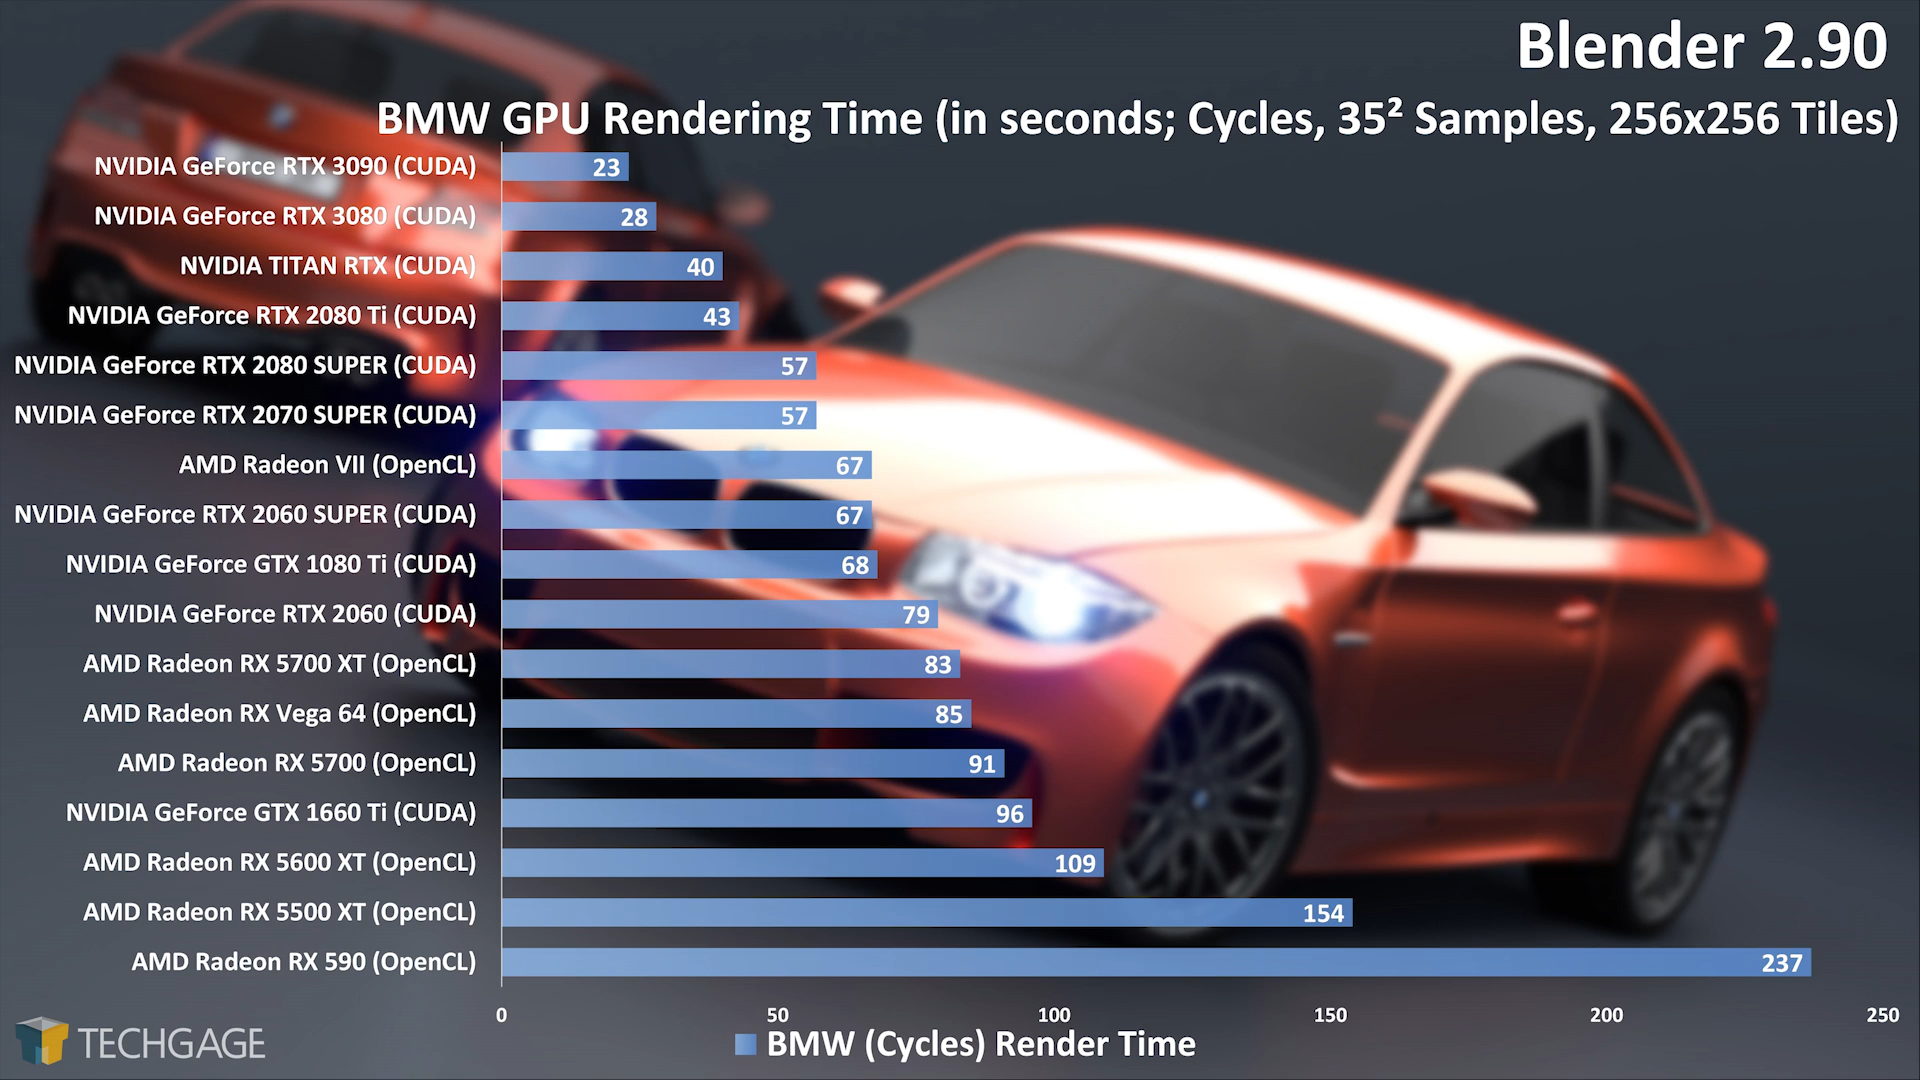 Blender 2.90
BMW GPU Rendering Time (in seconds; Cycles, 35² Samples, 256x256 Tiles)
NVIDIA GeForce RTX 3090 (CUDA) 23
NVIDIA GeForce RTX 3080 (CUDA) 28
NVIDIA TITAN RTX (CUDA) 40
NVIDIA GeForce RTX 2080 Ti (CUDA) 43
NVIDIA GeForce RTX 2080 SUPER (CUDA) 57
NVIDIA GeForce RTX 2070 SUPER (CUDA) 57
AMD Radeon VII (OpenCL) 67
NVIDIA GeForce RTX 2060 SUPER (CUDA) 67
NVIDIA GeForce GTX 1080 Ti (CUDA) 68
NVIDIA GeForce RTX 2060 (CUDA) 79
AMD Radeon RX 5700 XT (OpenCL) 83
AMD Radeon RX Vega 64 (OpenCL) 85
AMD Radeon RX 5700 (OpenCL) 91
NVIDIA GeForce GTX 1660 Ti (CUDA) 96
AMD Radeon RX 5600 XT (OpenCL) 109
AMD Radeon RX 5500 XT (OpenCL) 154
AMD Radeon RX 590 (OpenCL) 237
0 50 100 150 200 250
BMW (Cycles) Render Time
TECHGAGE